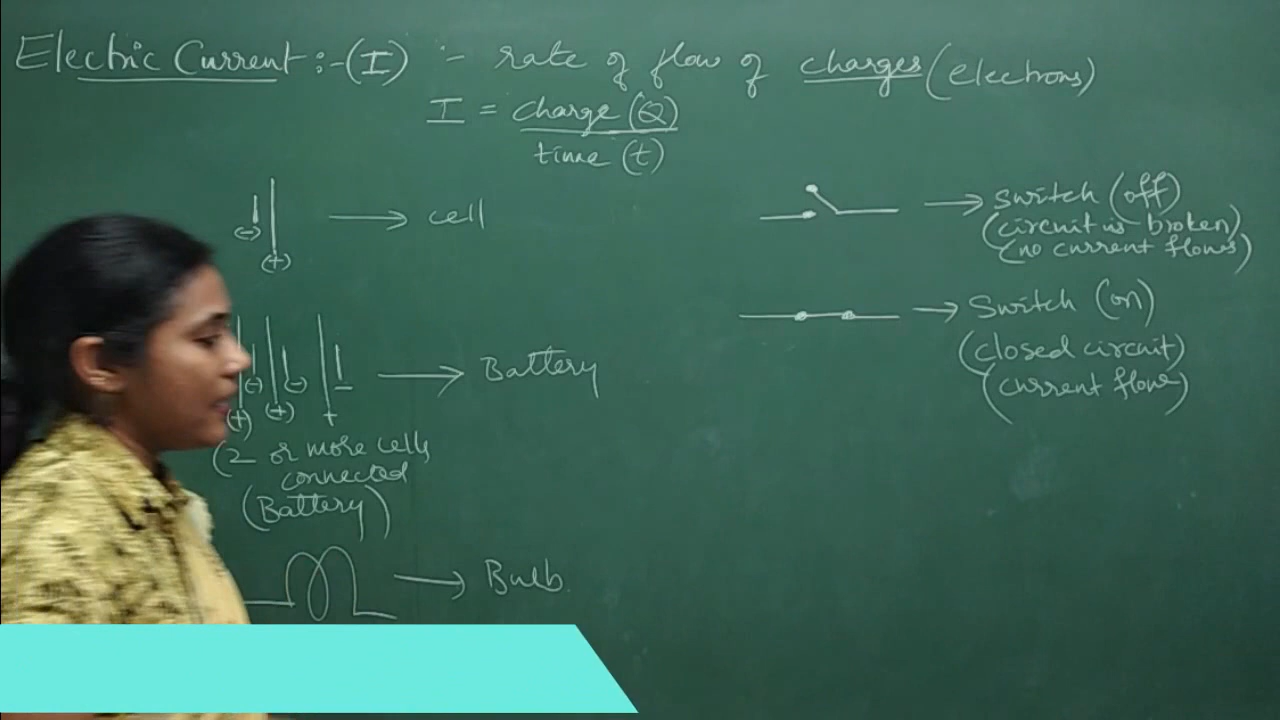 Electric Current :-(I) :- rate of flow of charges (electrons)
I = charge (Q)
time (t)
(-)
(+)
→ cell
(-) (-) -
(+) (+) +
→ Battery
(2 or more cells
connected
(Battery)
→ Bulb
→ Switch (off)
(circuit is broken)
(no current flows)
→ Switch (on)
(closed circuit)
(current flow)